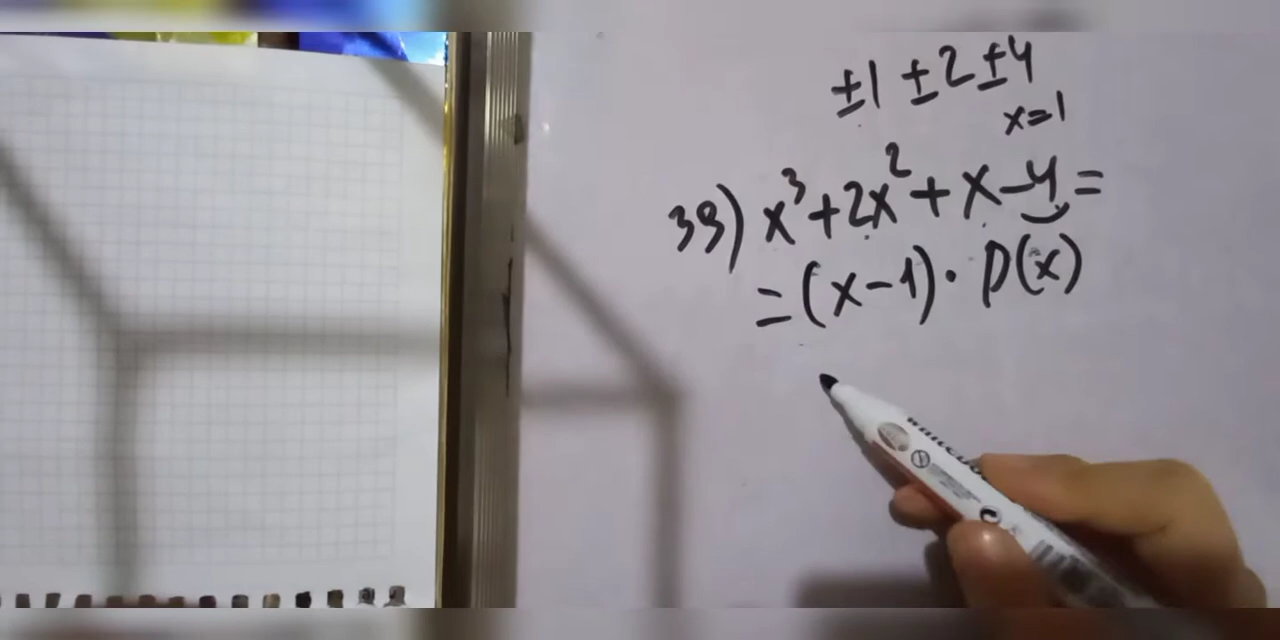 ±1 ±2 ±4
x=1
39) x³+2x²+x-4=
=(x-1)·P(x)